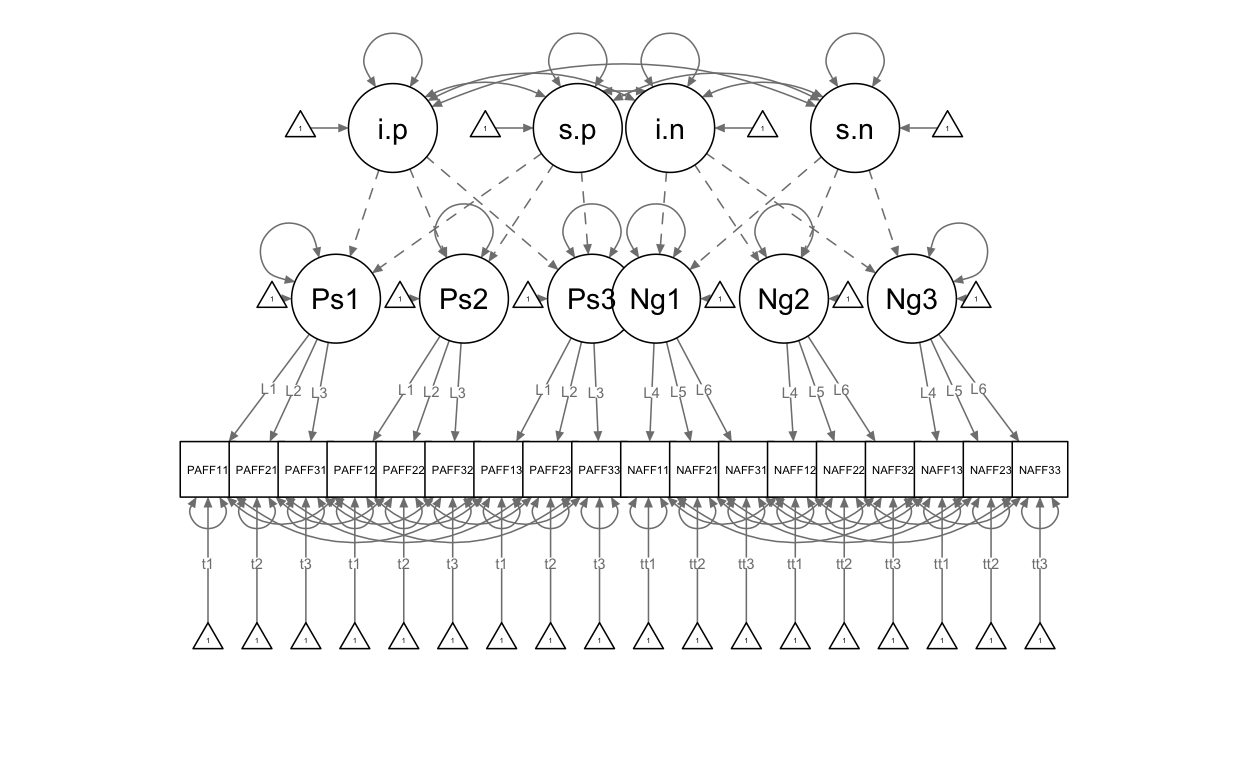 i.p s.p i.n s.n
1 1 1 1
Ps1 Ps2 Ps3 Ng1 Ng2 Ng3
1 1 1 1 1 1
L1 L2 L3 L1 L2 L3 L1 L2 L3 L4 L5 L6 L4 L5 L6 L4 L5 L6
PAFF11 PAFF21 PAFF31 PAFF12 PAFF22 PAFF32 PAFF13 PAFF23 PAFF33 NAFF11 NAFF21 NAFF31 NAFF12 NAFF22 NAFF32 NAFF13 NAFF23 NAFF33
t1 t2 t3 t1 t2 t3 t1 t2 t3 tt1 tt2 tt3 tt1 tt2 tt3 tt1 tt2 tt3
1 1 1 1 1 1 1 1 1 1 1 1 1 1 1 1 1 1